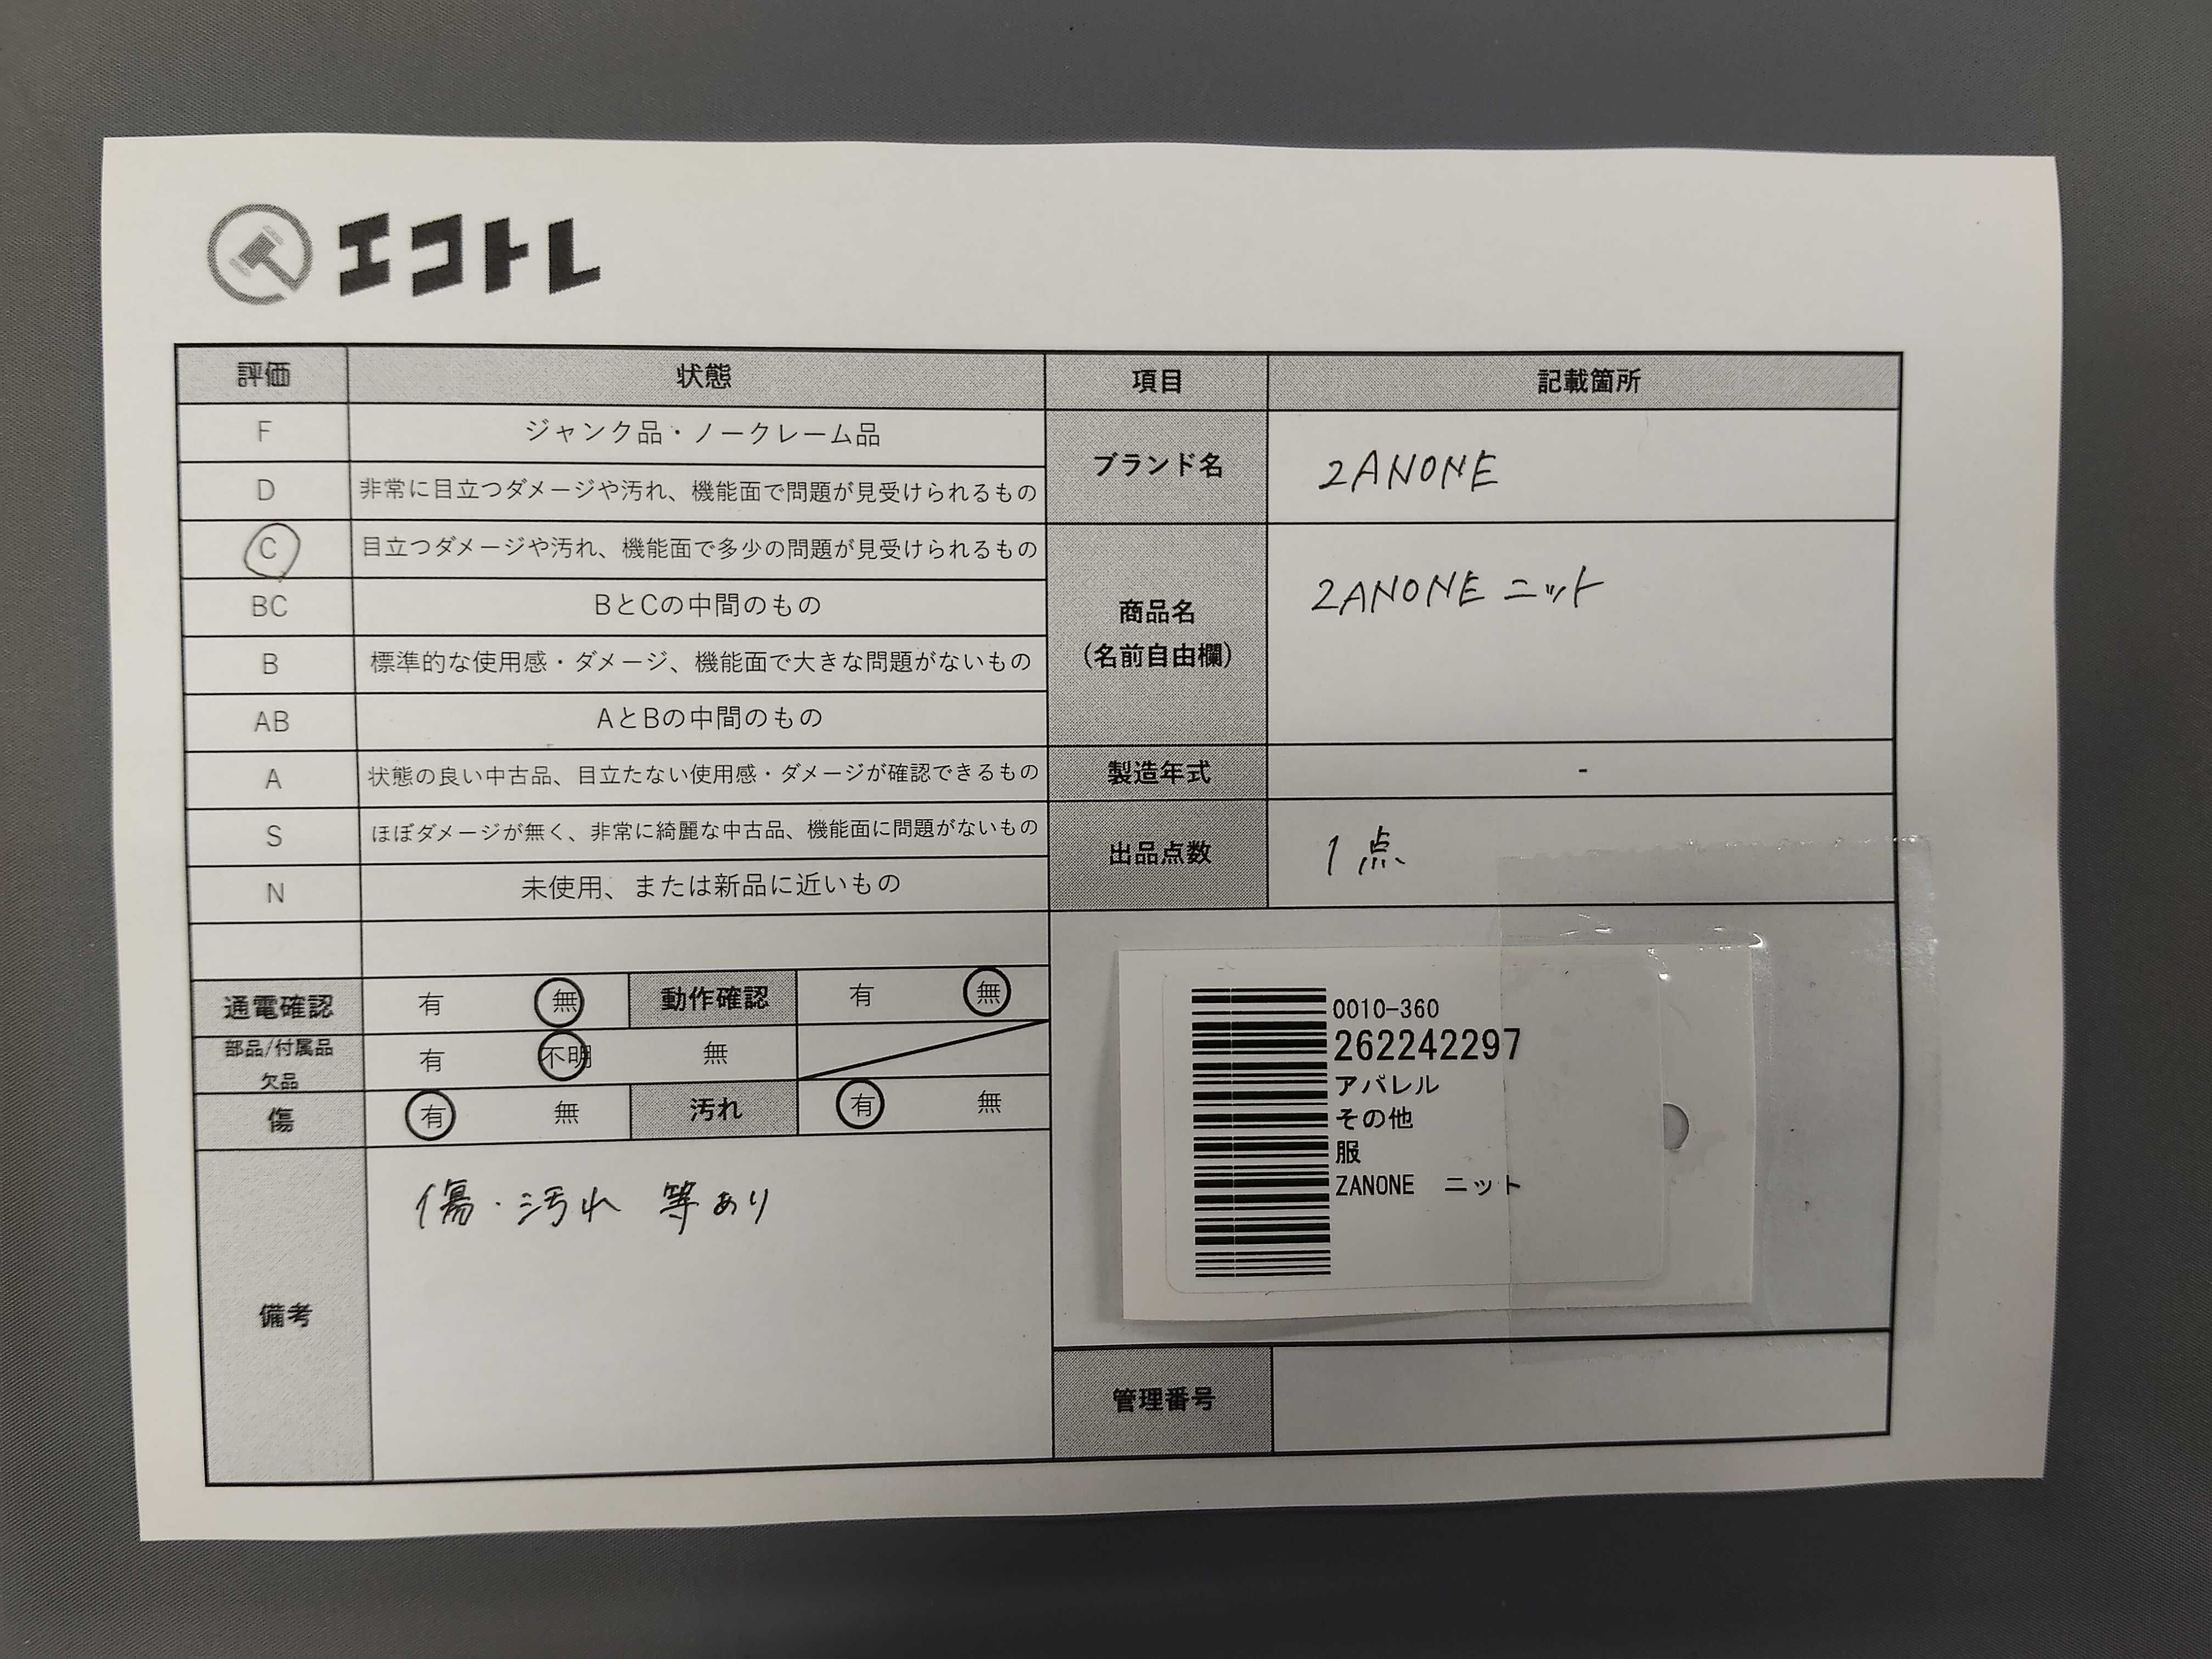 エコトレ
評価 状態 項目 記載箇所
F ジャンク品・ノークレーム品
D 非常に目立つダメージや汚れ、機能面で問題が見受けられるもの
C 目立つダメージや汚れ、機能面で多少の問題が見受けられるもの
BC BとCの中間のもの
B 標準的な使用感・ダメージ、機能面で大きな問題がないもの
AB AとBの中間のもの
A 状態の良い中古品、目立たない使用感・ダメージが確認できるもの
S ほぼダメージが無く、非常に綺麗な中古品、機能面に問題がないもの
N 未使用、または新品に近いもの
通電確認 有 無 動作確認 有 無
部品/付属品
欠品 有 不明 無
傷 有 無 汚れ 有 無
備考 傷・汚れ 等あり
ブランド名 ZANONE
商品名
(名前自由欄)
ZANONE ニット
製造年式 -
出品点数 1点
0010-360
262242297
アパレル
その他
服
ZANONE ニット
管理番号